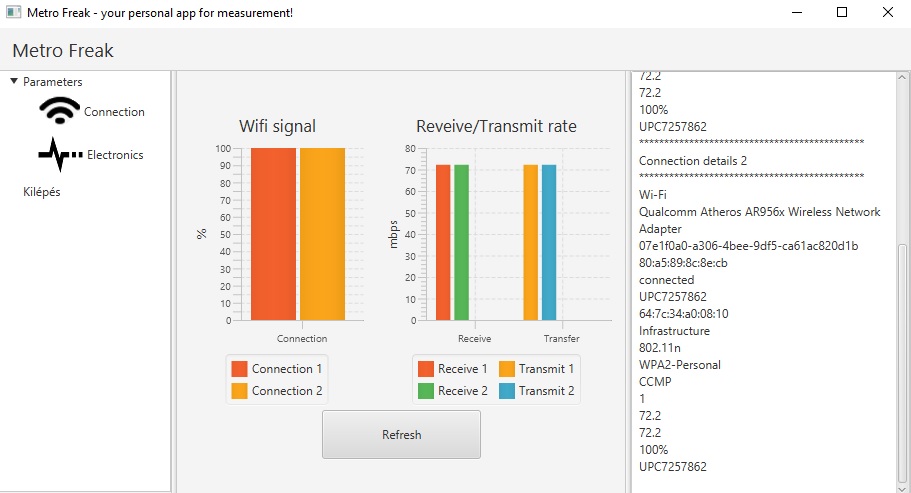 Metro Freak - your personal app for measurement!
Metro Freak
Parameters
Connection
Electronics
Kilépés
Wifi signal
100
90
80
70
60
50
40
30
20
10
0
%
Connection
Connection 1
Connection 2
Reveive/Transmit rate
80
70
60
50
40
30
20
10
0
mbps
Receive
Transfer
Receive 1
Transmit 1
Receive 2
Transmit 2
Refresh
72.2
72.2
100%
UPC7257862
*********************************************
Connection details 2
*********************************************
Wi-Fi
Qualcomm Atheros AR956x Wireless Network
Adapter
07e1f0a0-a306-4bee-9df5-ca61ac820d1b
80:a5:89:8c:8e:cb
connected
UPC7257862
64:7c:34:a0:08:10
Infrastructure
802.11n
WPA2-Personal
CCMP
1
72.2
72.2
100%
UPC7257862